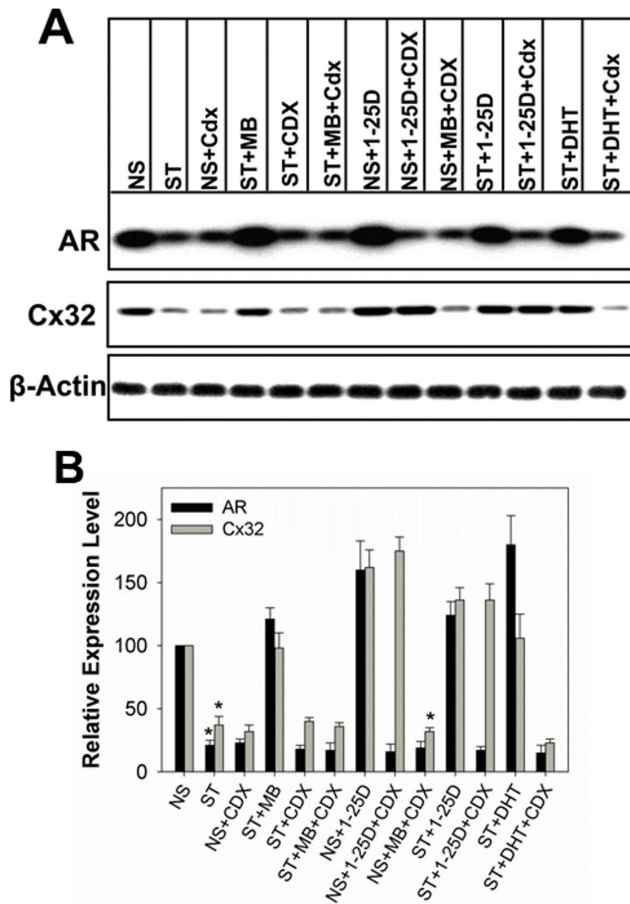 A
NS
ST
NS+Cdx
ST+MB
ST+CDX
ST+MB+Cdx
NS+1-25D
NS+1-25D+CDX
NS+MB+CDX
ST+1-25D
ST+1-25D+Cdx
ST+DHT
ST+DHT+Cdx
AR
Cx32
β-Actin
B
Relative Expression Level
200
150
100
50
0
AR
Cx32
*
*
*
NS
ST
NS+CDX
ST+MB
ST+CDX
ST+MB+CDX
NS+1-25D
NS+1-25D+CDX
NS+MB+CDX
ST+1-25D
ST+1-25D+CDX
ST+DHT
ST+DHT+CDX